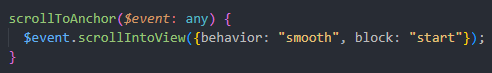 scrollToAnchor($event: any) {
  $event.scrollIntoView({behavior: "smooth", block: "start"});
}